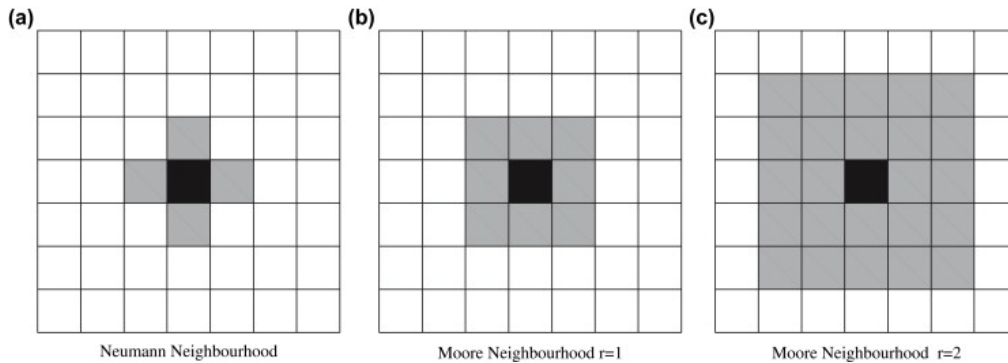 (a)
(b)
(c)
Neumann Neighbourhood
Moore Neighbourhood r=1
Moore Neighbourhood r=2